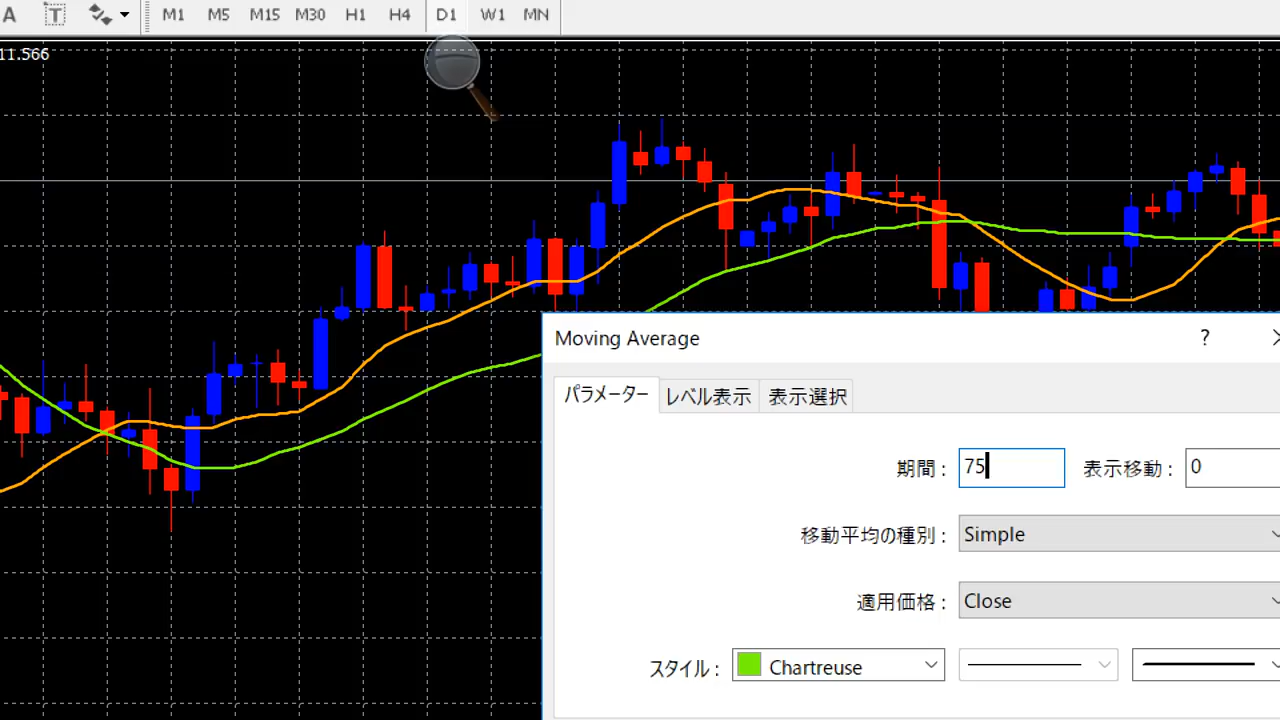 A T M1 M5 M15 M30 H1 H4 D1 W1 MN
11.566
Moving Average ?
パラメーター レベル表示 表示選択
期間： 75 表示移動： 0
移動平均の種別： Simple
適用価格： Close
スタイル： Chartreuse